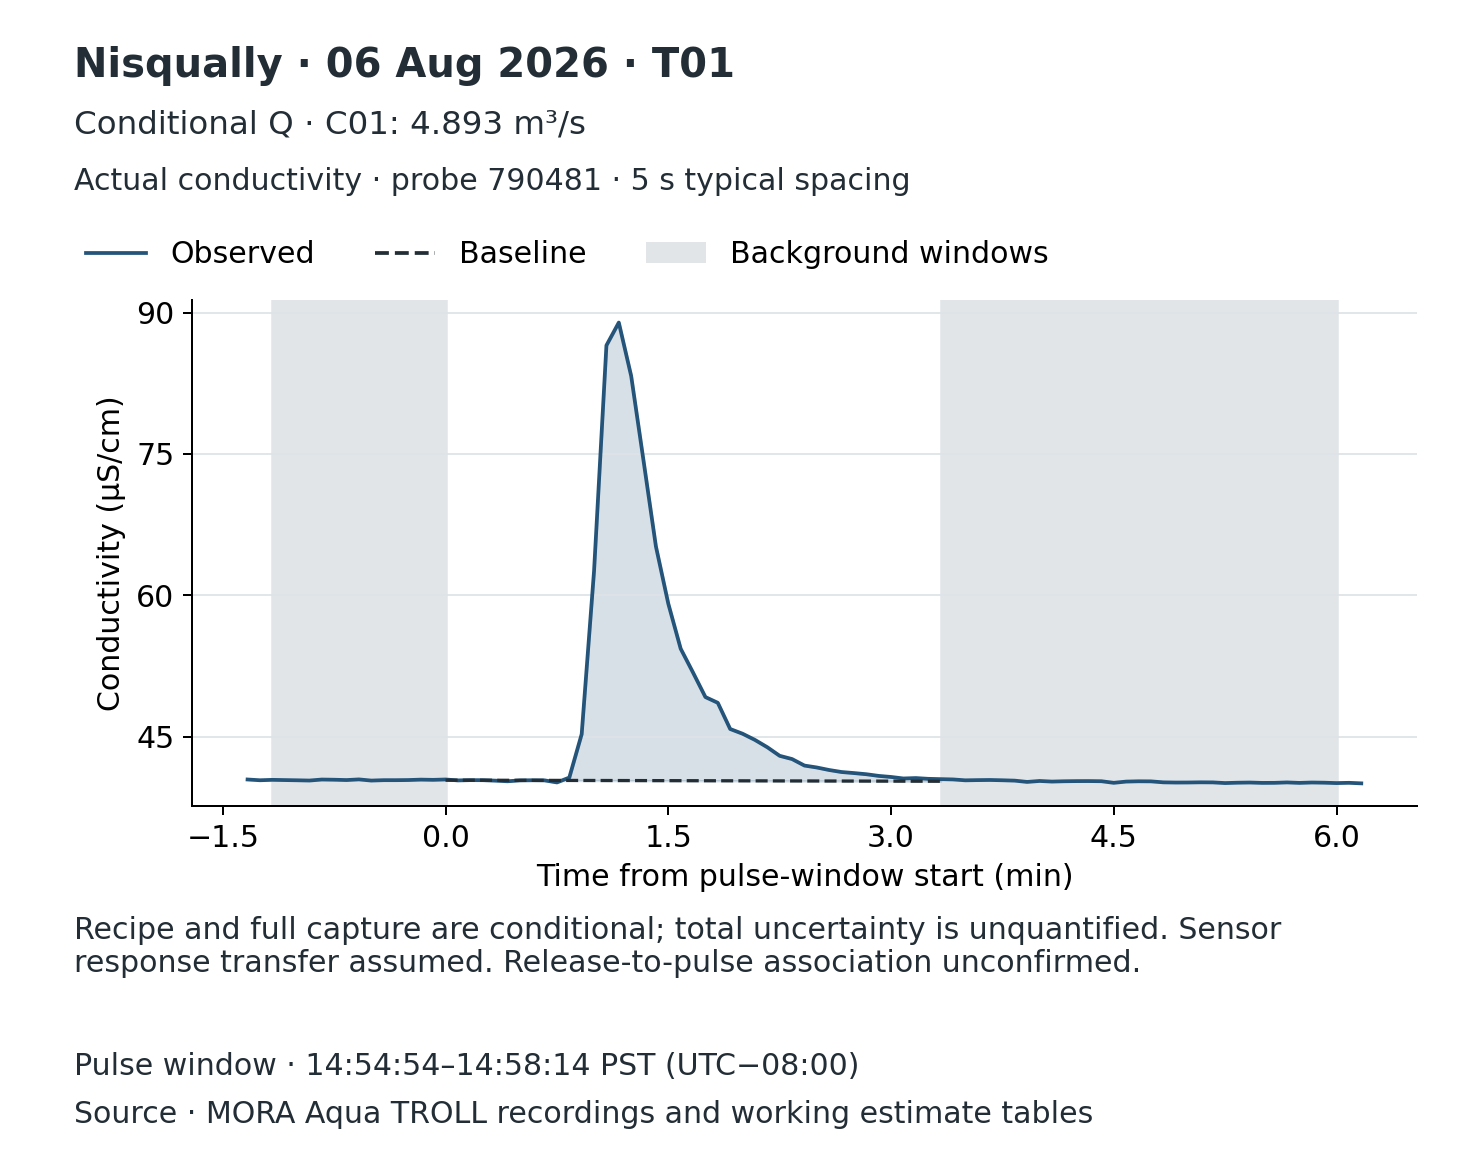 Nisqually · 06 Aug 2026 · T01
Conditional Q · C01: 4.893 m³/s
Actual conductivity · probe 790481 · 5 s typical spacing
Observed
Baseline
Background windows
90
75
60
45
Conductivity (µS/cm)
−1.5
0.0
1.5
3.0
4.5
6.0
Time from pulse-window start (min)
Recipe and full capture are conditional; total uncertainty is unquantified. Sensor
response transfer assumed. Release-to-pulse association unconfirmed.
Pulse window · 14:54:54–14:58:14 PST (UTC−08:00)
Source · MORA Aqua TROLL recordings and working estimate tables